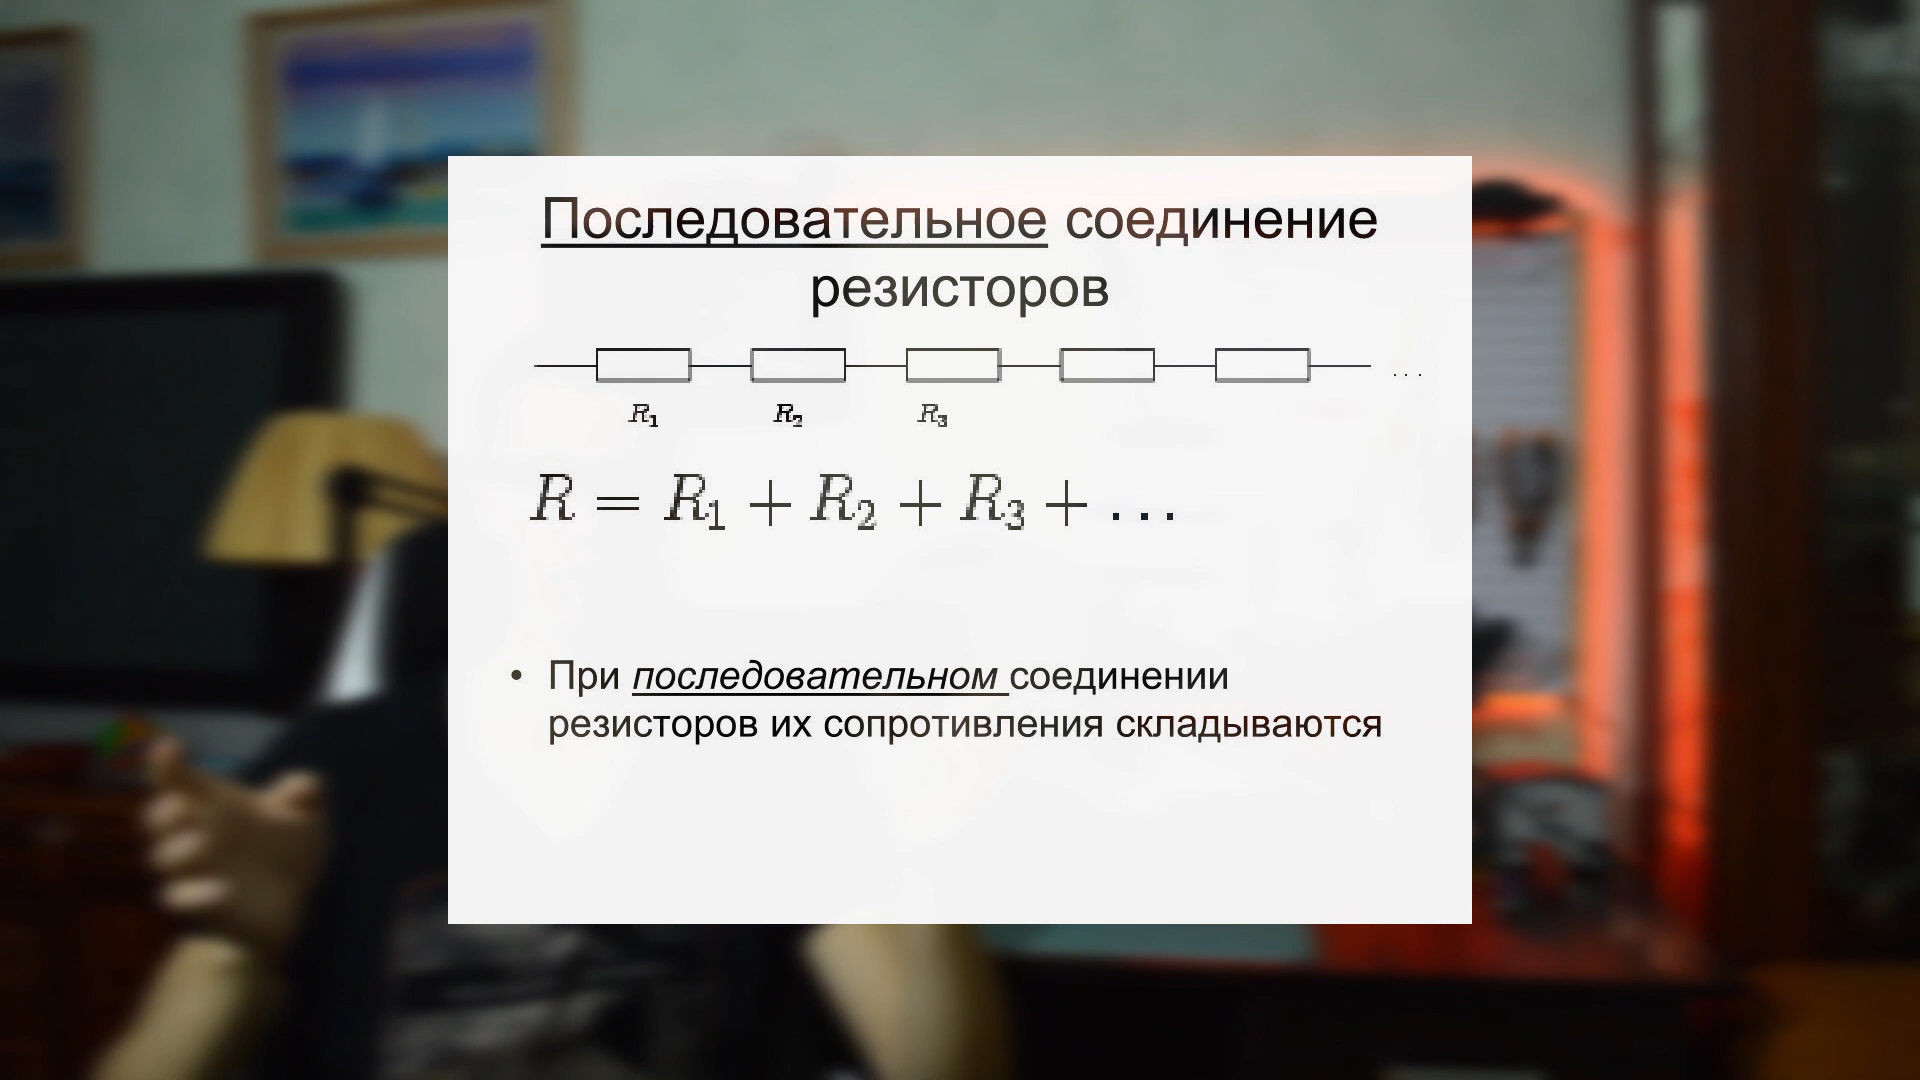 Последовательное соединение
резисторов
. . .
R₁ R₂ R₃
R = R₁ + R₂ + R₃ + . . .
• При последовательном соединении
резисторов их сопротивления складываются